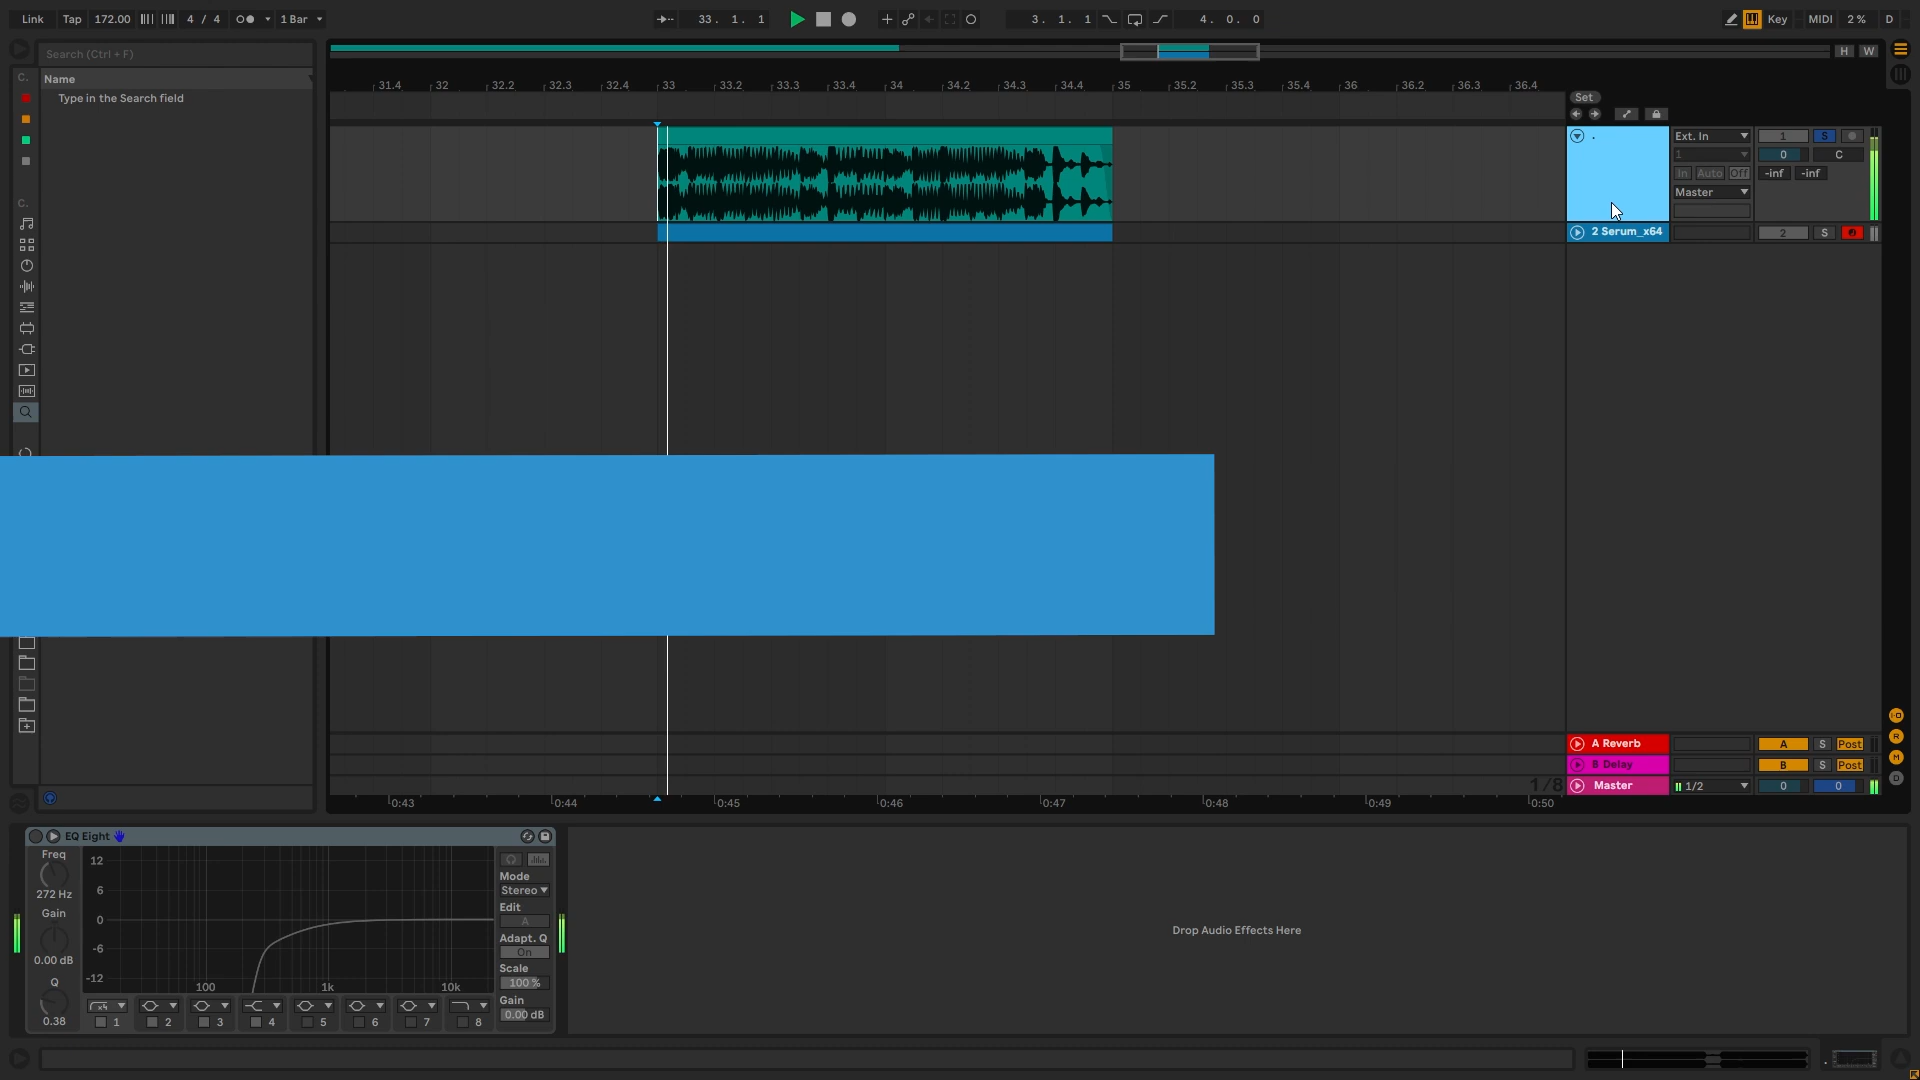 Link Tap 172.00 4 / 4 1 Bar 33. 1. 1 3. 1. 1 4. 0. 0 Key MIDI 2 % D
Search (Ctrl + F)
H W
C. Name
Type in the Search field
31.4 32 32.2 32.3 32.4 33 33.2 33.3 33.4 34 34.2 34.3 34.4 35 35.2 35.3 35.4 36 36.2 36.3 36.4
Set
. Ext. In 1 S
1 0 C
In Auto Off -inf -inf
Master
C.
2 Serum_x64 2 S
A Reverb A S Post
B Delay B S Post
1/8 Master 1/2 0 0
0:43 0:44 0:45 0:46 0:47 0:48 0:49 0:50
EQ Eight
Freq
272 Hz
Gain
0.00 dB
Q
0.38
12
6
0
-6
-12
100 1k 10k
x4
1 2 3 4 5 6 7 8
Mode
Stereo
Edit
A
Adapt. Q
On
Scale
100 %
Gain
0.00 dB
Drop Audio Effects Here
I·O
R
M
D